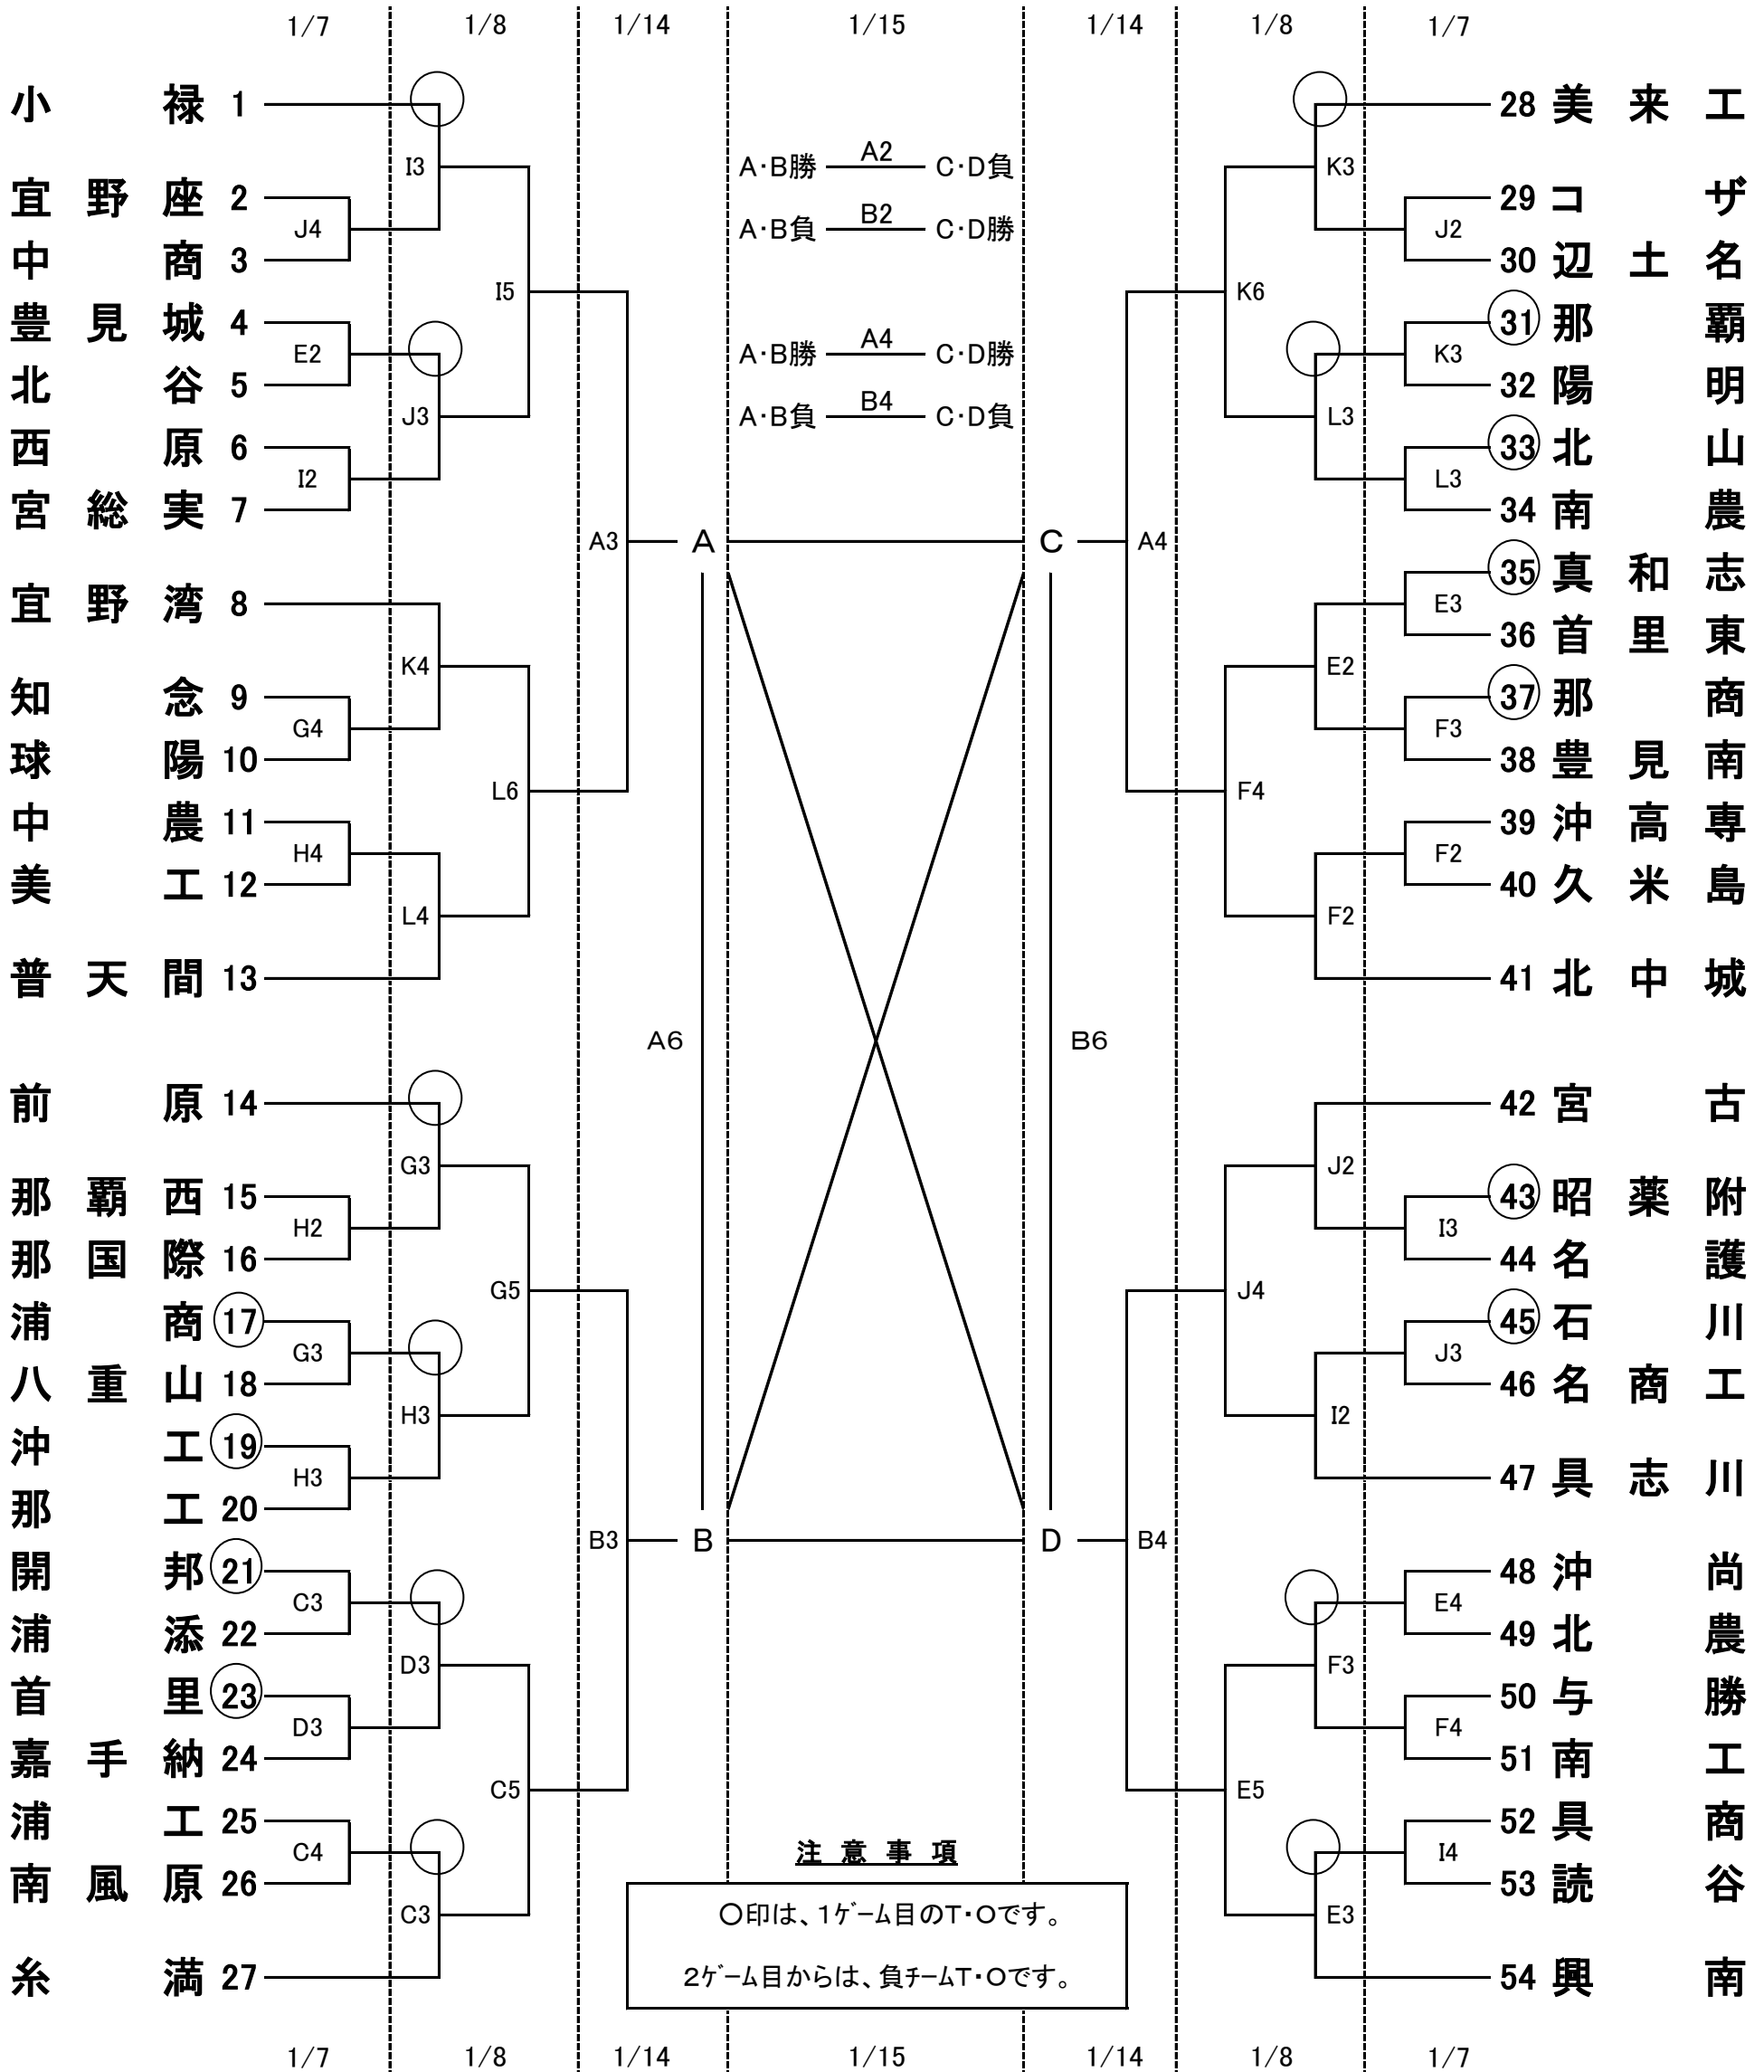 1/7 1/8 1/14 1/15 1/14 1/8 1/7
小禄 1
宜野座 2
中商 3
豊見城 4
北谷 5
西原 6
宮総実 7
宜野湾 8
知念 9
球陽 10
中農 11
美工 12
普天間 13
前原 14
那覇西 15
那国際 16
浦商 17
八重山 18
沖工 19
那工 20
開邦 21
浦添 22
首里 23
嘉手納 24
浦工 25
南風原 26
糸満 27
J4
E2
I2
G4
H4
H2
G3
H3
C3
D3
C4
I3
J3
K4
L4
G3
H3
D3
C3
I5
L6
G5
C5
A3
B3
A
B
A6
A・B勝 A2 C・D負
A・B負 B2 C・D勝
A・B勝 A4 C・D勝
A・B負 B4 C・D負
注意事項
○印は、1ゲーム目のT・Oです。
2ゲーム目からは、負チームT・Oです。
C
D
B6
A4
B4
K6
F4
J4
E5
K3
L3
E2
F2
J2
I2
F3
E3
J2
K3
L3
E3
F3
F2
I3
J3
E4
F4
I4
28 美来工
29 コザ
30 辺土名
31 那覇
32 陽明
33 北山
34 南農
35 真和志
36 首里東
37 那商
38 豊見南
39 沖高専
40 久米島
41 北中城
42 宮古
43 昭薬附
44 名護
45 石川
46 名商工
47 具志川
48 沖尚
49 北農
50 与勝
51 南工
52 具商
53 読谷
54 興南
1/7 1/8 1/14 1/15 1/14 1/8 1/7